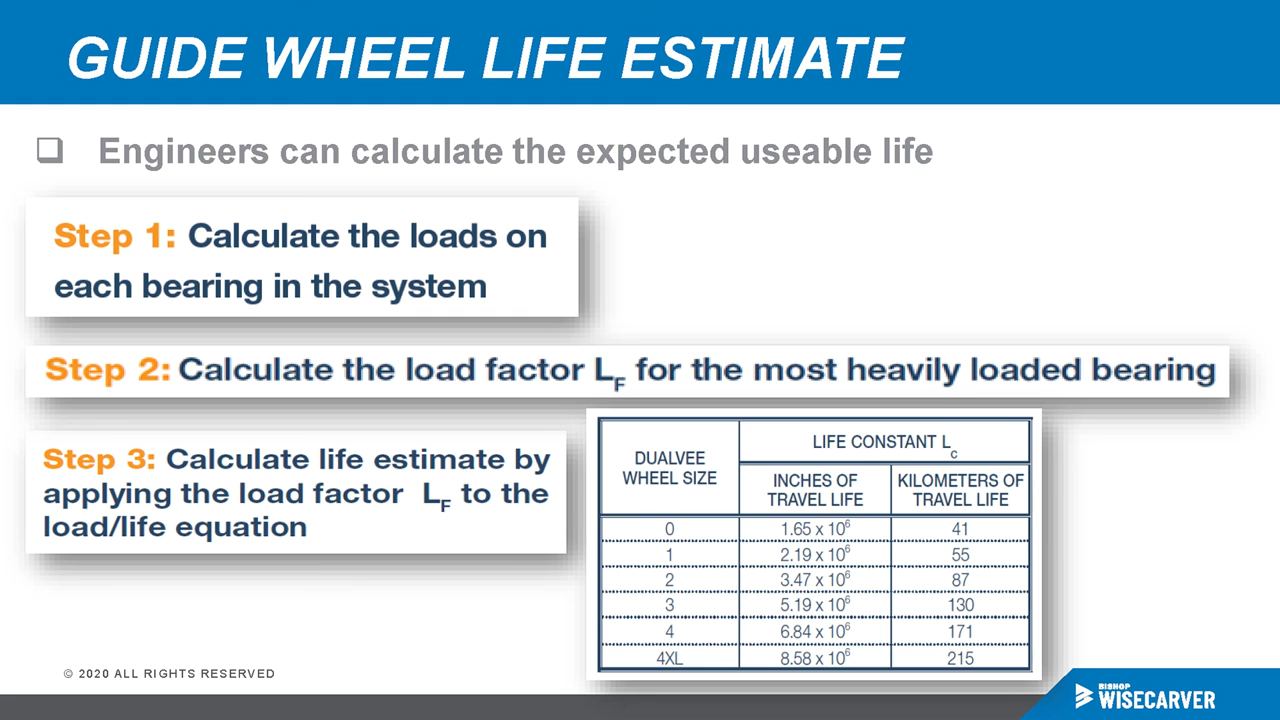 GUIDE WHEEL LIFE ESTIMATE
❑ Engineers can calculate the expected useable life
Step 1: Calculate the loads on
each bearing in the system
Step 2: Calculate the load factor LF for the most heavily loaded bearing
Step 3: Calculate life estimate by
applying the load factor LF to the
load/life equation
DUALVEE
WHEEL SIZE
LIFE CONSTANT Lc
INCHES OF
TRAVEL LIFE
KILOMETERS OF
TRAVEL LIFE
0 1.65 x 10⁶ 41
1 2.19 x 10⁶ 55
2 3.47 x 10⁶ 87
3 5.19 x 10⁶ 130
4 6.84 x 10⁶ 171
4XL 8.58 x 10⁶ 215
© 2020 ALL RIGHTS RESERVED
BISHOP
WISECARVER